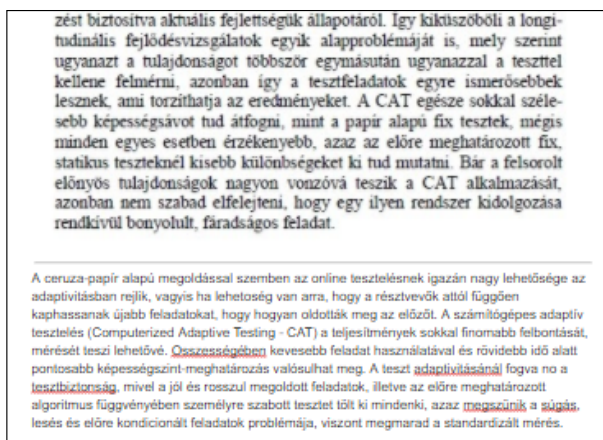 zést biztosítva aktuális fejlettségük állapotáról. Így kiküszöböli a longi-
tudinális fejlődésvizsgálatok egyik alapproblémáját is, mely szerint
ugyanazt a tulajdonságot többször egymásután ugyanazzal a teszttel
kellene felmérni, azonban így a tesztfeladatok egyre ismerősebbek
lesznek, ami torzíthatja az eredményeket. A CAT egésze sokkal széle-
sebb képességsávot tud átfogni, mint a papír alapú fix tesztek, mégis
minden egyes esetben érzékenyebb, azaz az előre meghatározott fix,
statikus teszteknél kisebb különbségeket ki tud mutatni. Bár a felsorolt
előnyös tulajdonságok nagyon vonzóvá teszik a CAT alkalmazását,
azonban nem szabad elfelejteni, hogy egy ilyen rendszer kidolgozása
rendkívül bonyolult, fáradságos feladat.
A ceruza-papír alapú megoldással szemben az online tesztelésnek igazán nagy lehetősége az
adaptivitásban rejlik, vagyis ha lehetoség van arra, hogy a résztvevők attól függően
kaphassanak újabb feladatokat, hogy hogyan oldották meg az előzőt. A számítógépes adaptív
tesztelés (Computerized Adaptive Testing - CAT) a teljesítmények sokkal finomabb felbontását,
mérését teszi lehetővé. Osszességében kevesebb feladat használatával és rövidebb idő alatt
pontosabb képességszint-meghatározás valósulhat meg. A teszt adaptivitásánál fogva no a
tesztbiztonság, mivel a jól és rosszul megoldott feladatok, illetve az előre meghatározott
algoritmus függvényében személyre szabott tesztet tölt ki mindenki, azaz megszűnik a súgás,
lesés és előre kondicionált feladatok problémája, viszont megmarad a standardizált mérés.